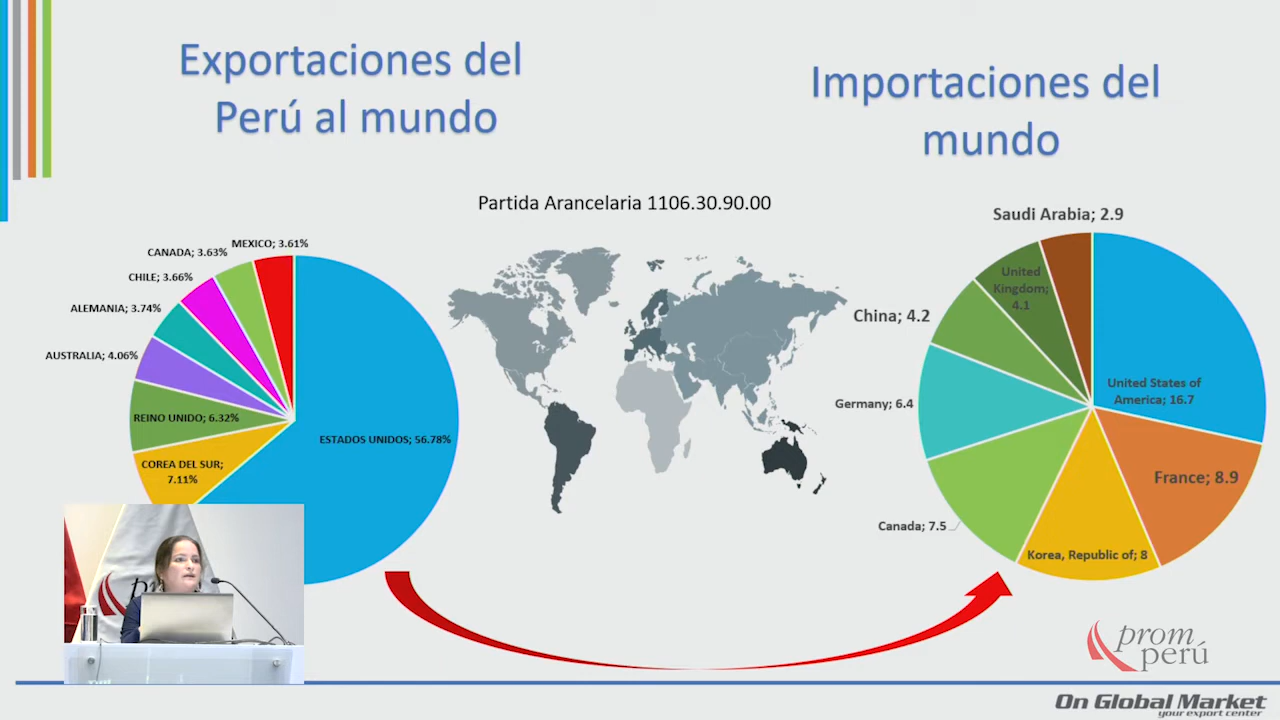 Exportaciones del
Perú al mundo
Importaciones del
mundo
Partida Arancelaria 1106.30.90.00
MEXICO; 3.61%
CANADA; 3.63%
CHILE; 3.66%
ALEMANIA; 3.74%
AUSTRALIA; 4.06%
REINO UNIDO; 6.32%
COREA DEL SUR;
7.11%
ESTADOS UNIDOS; 56.78%
Saudi Arabia; 2.9
United
Kingdom;
4.1
China; 4.2
Germany; 6.4
Canada; 7.5
Korea, Republic of; 8
France; 8.9
United States of
America; 16.7
prom
perú
On Global Market
your export center